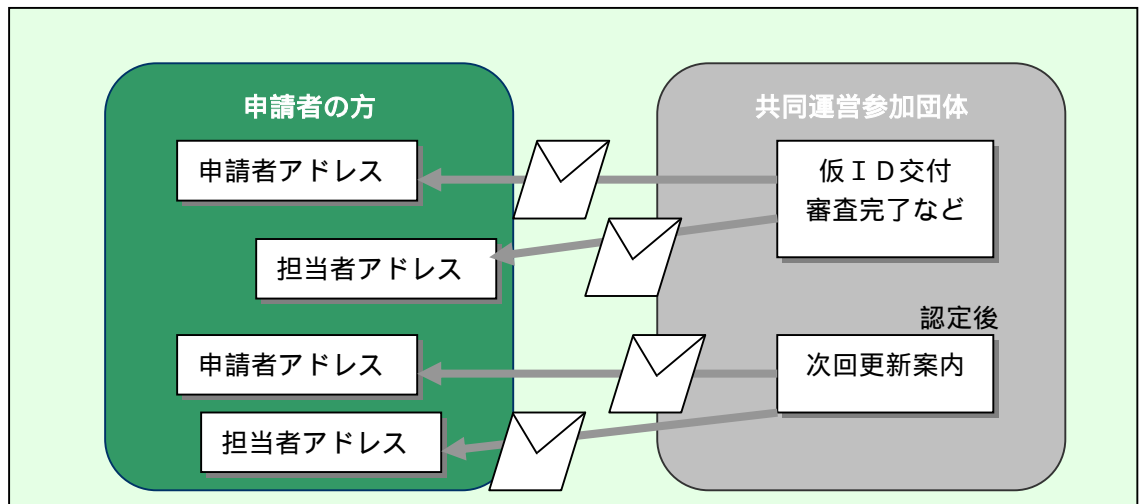 申請者の方
申請者アドレス
担当者アドレス
申請者アドレス
担当者アドレス
共同運営参加団体
仮ＩＤ交付
審査完了など
認定後
次回更新案内